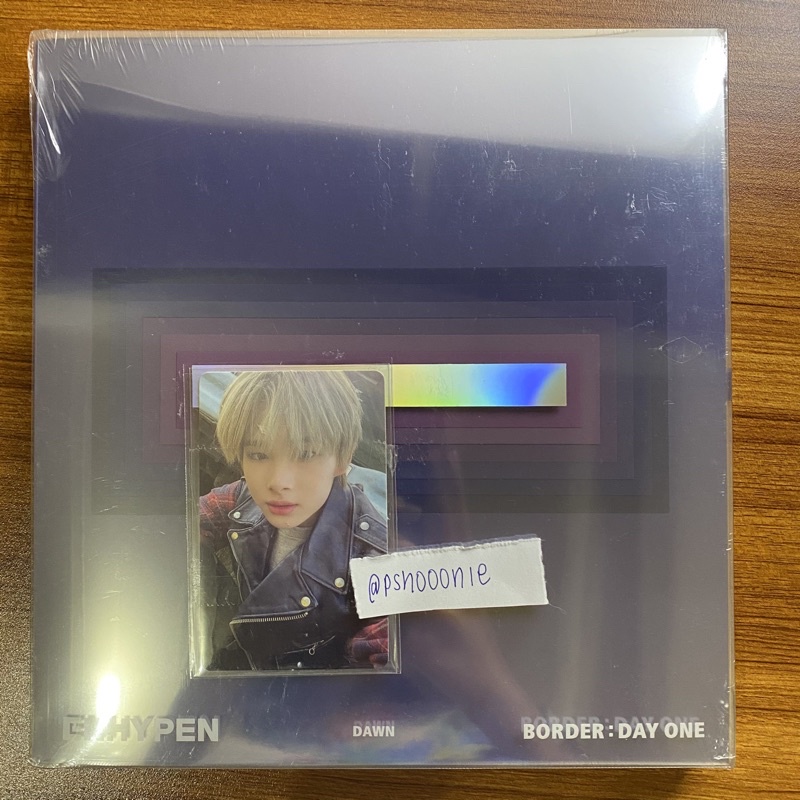 @pshooonie
ENHYPEN
DAWN
BORDER : DAY ONE